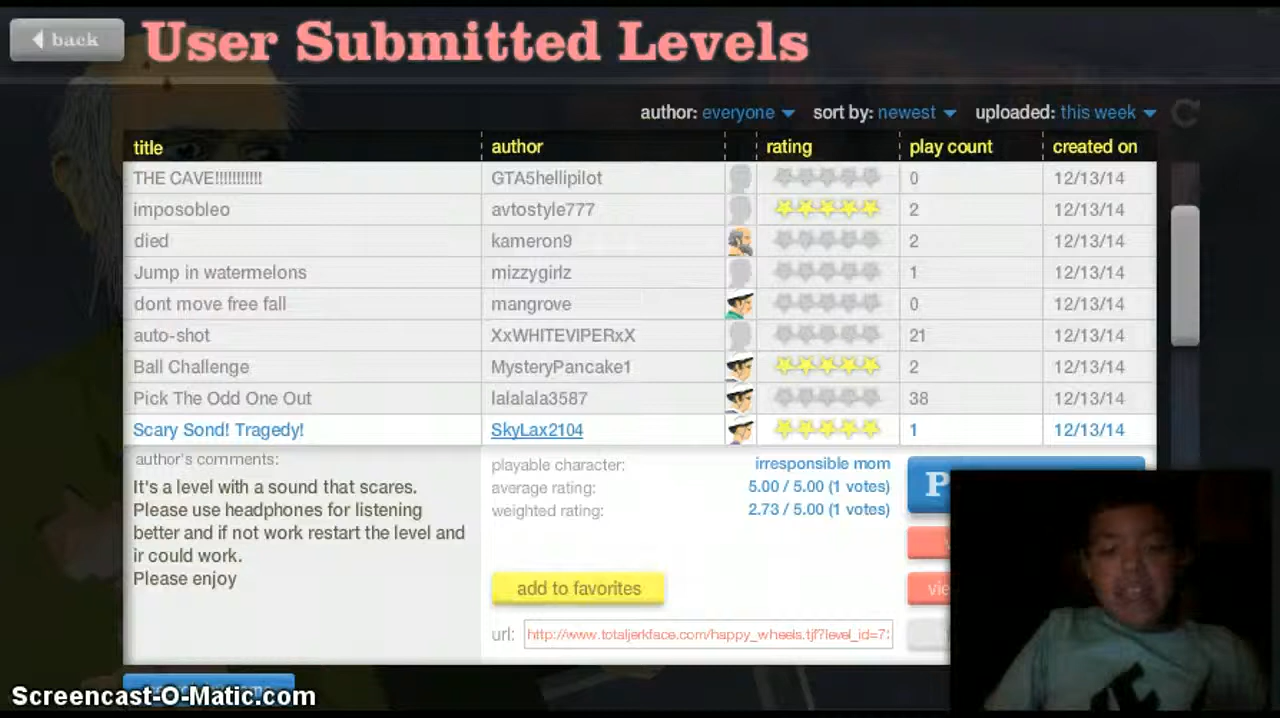 back
User Submitted Levels
author: everyone sort by: newest uploaded: this week
title author rating play count created on
THE CAVE!!!!!!!!!!! GTA5hellipilot 0 12/13/14
imposobleo avtostyle777 2 12/13/14
died kameron9 2 12/13/14
Jump in watermelons mizzygirlz 1 12/13/14
dont move free fall mangrove 0 12/13/14
auto-shot XxWHITEVIPERxX 21 12/13/14
Ball Challenge MysteryPancake1 2 12/13/14
Pick The Odd One Out lalalala3587 38 12/13/14
Scary Sond! Tragedy! SkyLax2104 1 12/13/14
author's comments:
It's a level with a sound that scares.
Please use headphones for listening
better and if not work restart the level and
ir could work.
Please enjoy
playable character: irresponsible mom
average rating: 5.00 / 5.00 (1 votes)
weighted rating: 2.73 / 5.00 (1 votes)
P
vie
add to favorites
url: http://www.totaljerkface.com/happy_wheels.tjf?level_id=7
Screencast-O-Matic.com